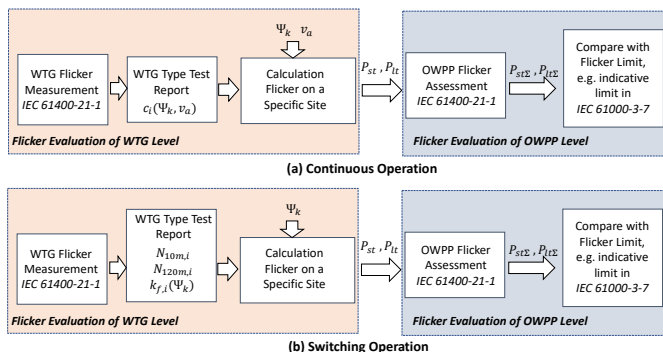 Ψk va
WTG Flicker
Measurement
IEC 61400-21-1
WTG Type Test
Report
ci(Ψk, va)
Calculation
Flicker on a
Specific Site
Pst , Plt
OWPP Flicker
Assessment
IEC 61400-21-1
PstΣ , PltΣ
Compare with
Flicker Limit,
e.g. indicative
limit in
IEC 61000-3-7
Flicker Evaluation of WTG Level
Flicker Evaluation of OWPP Level
(a) Continuous Operation
Ψk
WTG Flicker
Measurement
IEC 61400-21-1
WTG Type Test
Report
N10m,i
N120m,i
kf,i(Ψk)
Calculation
Flicker on a
Specific Site
Pst , Plt
OWPP Flicker
Assessment
IEC 61400-21-1
PstΣ , PltΣ
Compare with
Flicker Limit,
e.g. indicative
limit in
IEC 61000-3-7
Flicker Evaluation of WTG Level
Flicker Evaluation of OWPP Level
(b) Switching Operation